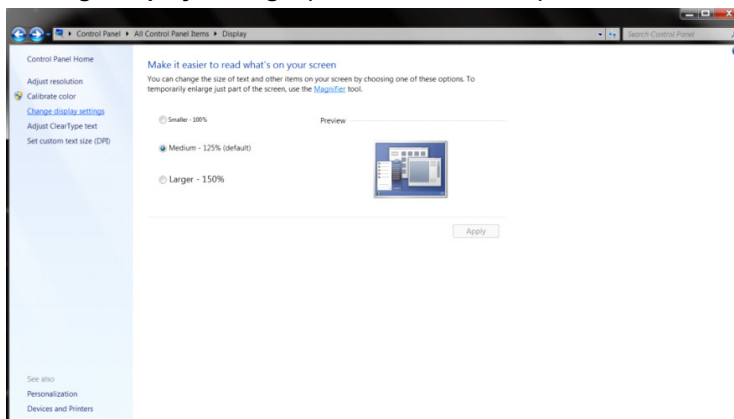 Control Panel ▸ All Control Panel Items ▸ Display
Search Control Panel
Control Panel Home
Adjust resolution
Calibrate color
Change display settings
Adjust ClearType text
Set custom text size (DPI)
Make it easier to read what's on your screen
You can change the size of text and other items on your screen by choosing one of these options. To
temporarily enlarge just part of the screen, use the Magnifier tool.
Smaller - 100%
Preview
Medium - 125% (default)
Larger - 150%
Apply
See also
Personalization
Devices and Printers